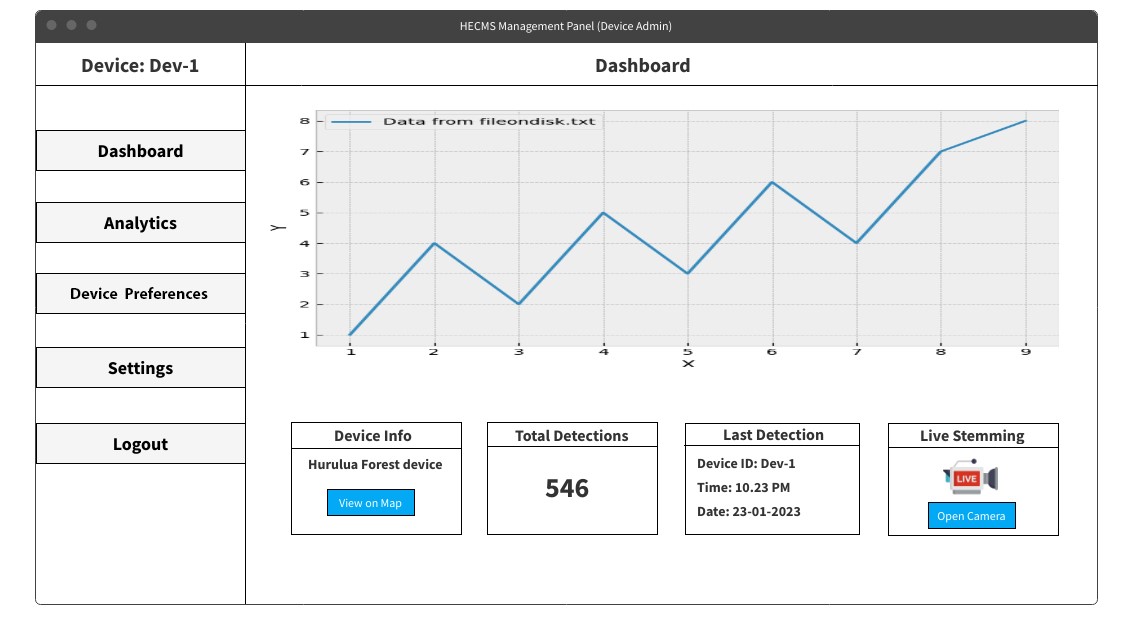 HECMS Management Panel (Device Admin)
Device: Dev-1
Dashboard
Dashboard
Analytics
Device Preferences
Settings
Logout
Data from fileondisk.txt
8
7
6
5
4
3
2
1
Y
1 2 3 4 5 6 7 8 9
X
Device Info
Hurulua Forest device
View on Map
Total Detections
546
Last Detection
Device ID: Dev-1
Time: 10.23 PM
Date: 23-01-2023
Live Stemming
LIVE
Open Camera